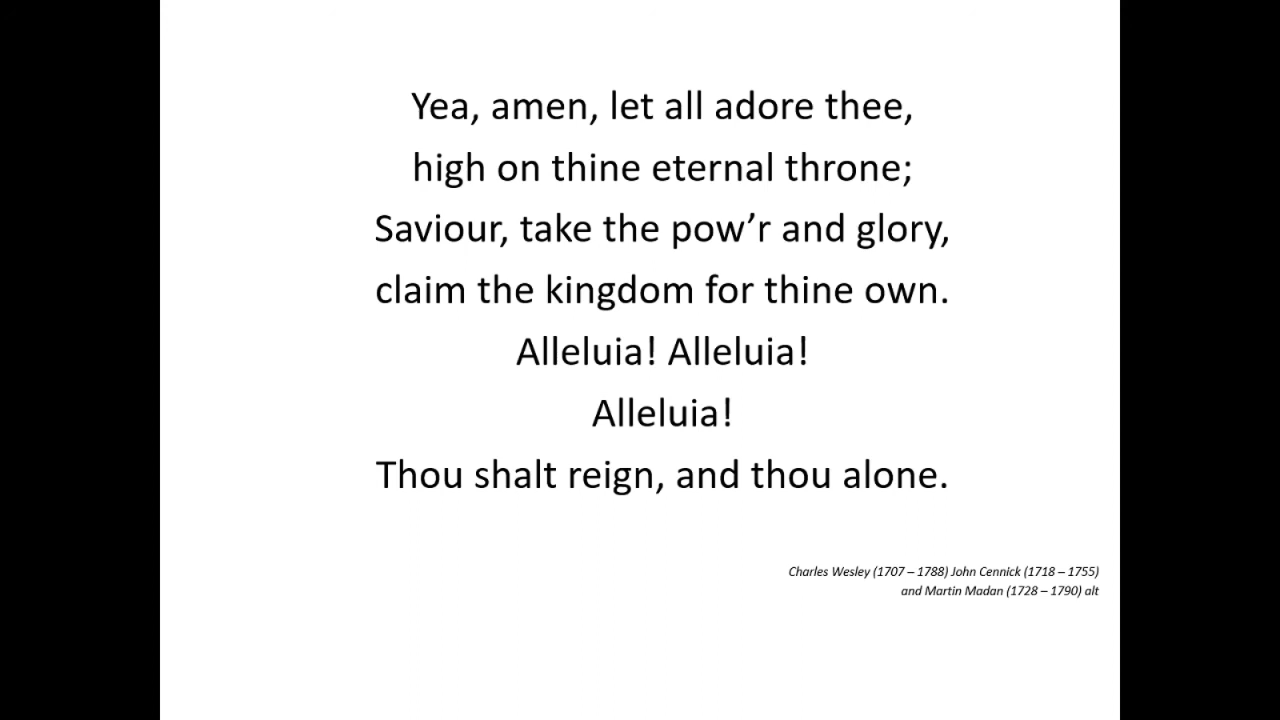 Yea, amen, let all adore thee,
high on thine eternal throne;
Saviour, take the pow’r and glory,
claim the kingdom for thine own.
Alleluia! Alleluia!
Alleluia!
Thou shalt reign, and thou alone.
Charles Wesley (1707 – 1788) John Cennick (1718 – 1755)
and Martin Madan (1728 – 1790) alt